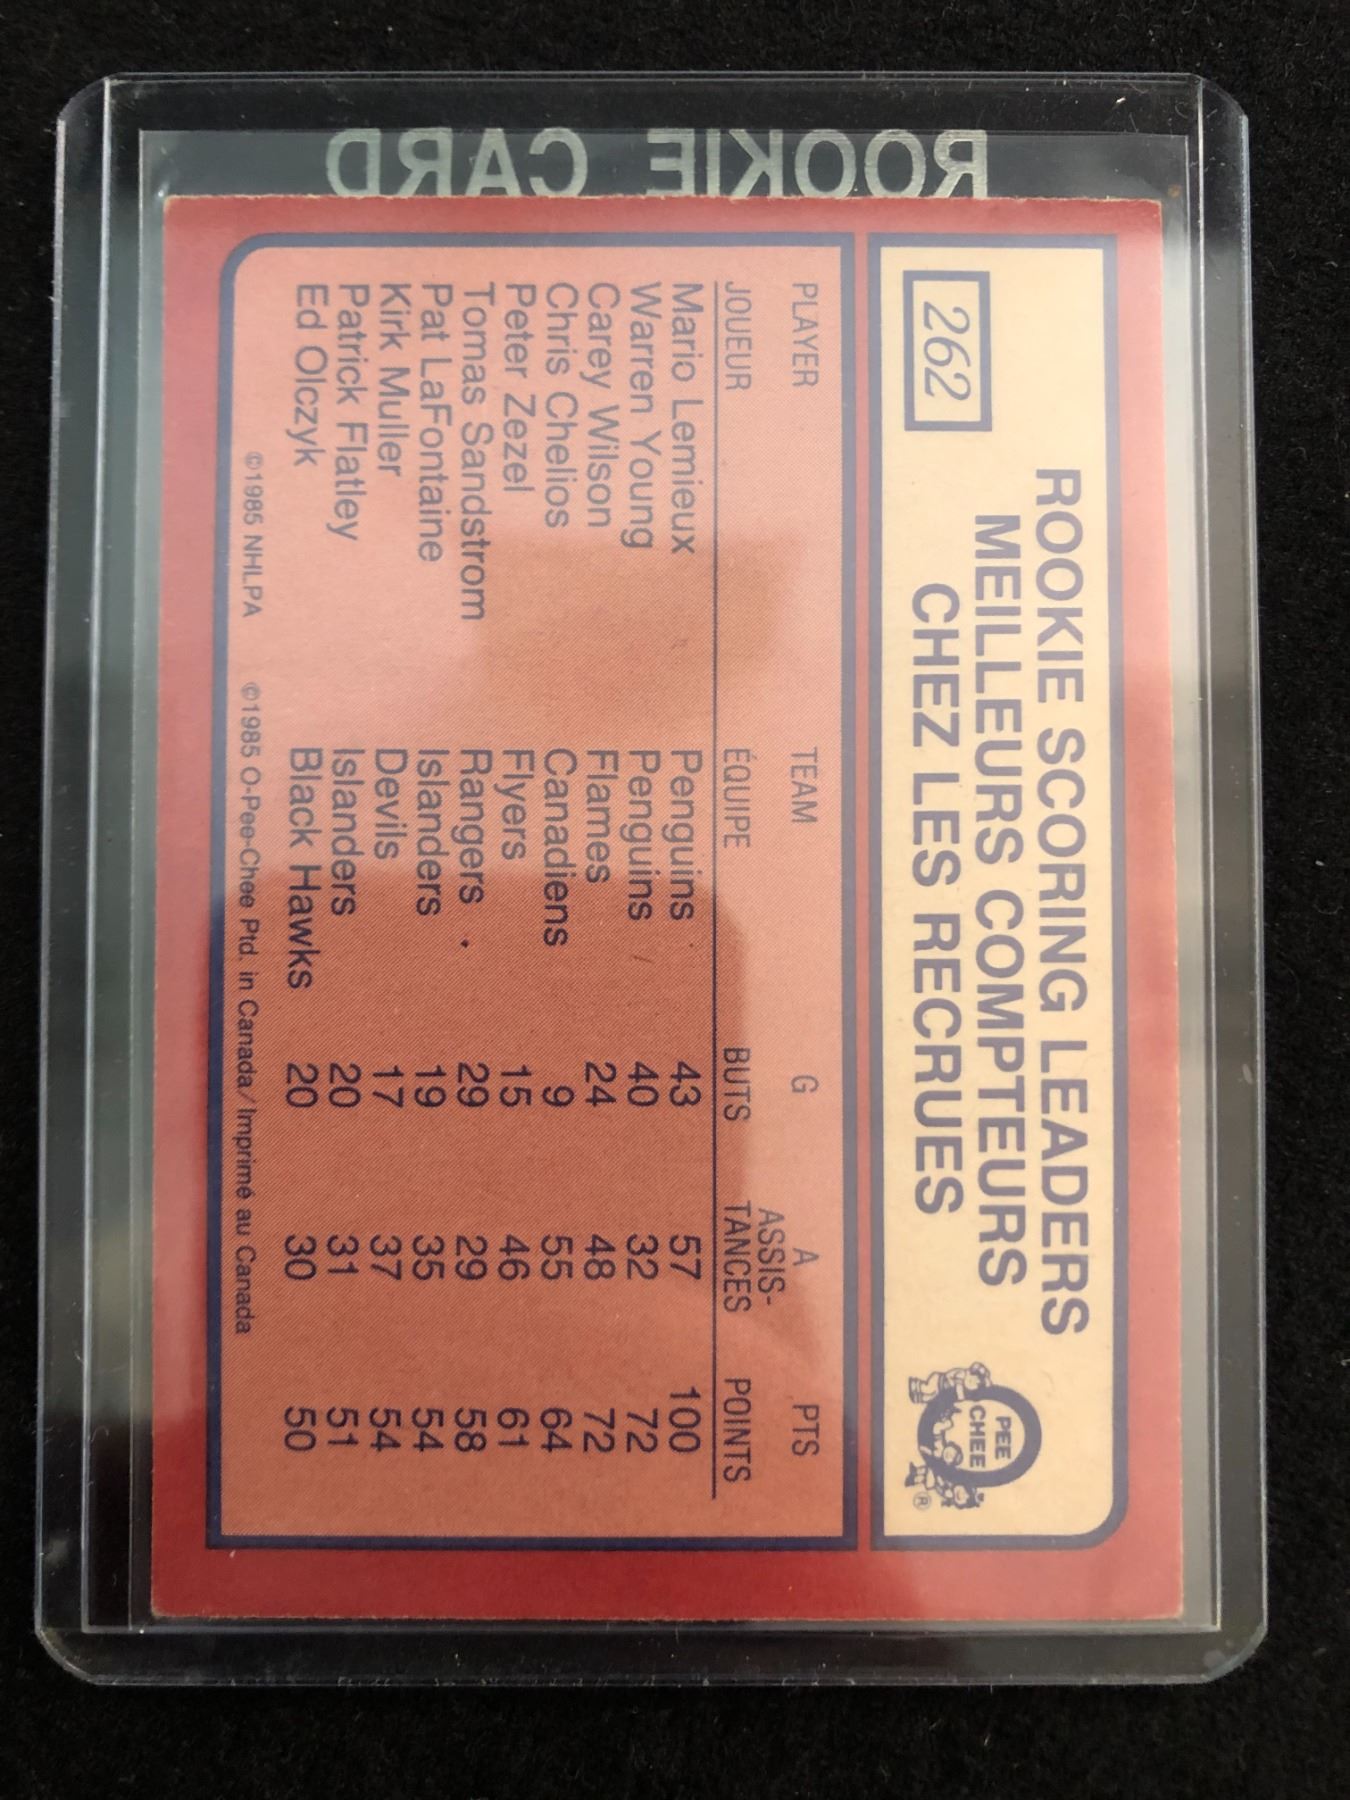 ROOKIE CARD
262
ROOKIE SCORING LEADERS
MEILLEURS COMPTEURS
CHEZ LES RECRUES
O
PEE
CHEE
®
PLAYER TEAM G A PTS
ASSIS-
JOUEUR ÉQUIPE BUTS TANCES POINTS
Mario Lemieux Penguins 43 57 100
Warren Young Penguins 40 32 72
Carey Wilson Flames 24 48 72
Chris Chelios Canadiens 9 55 64
Peter Zezel Flyers 15 46 61
Tomas Sandstrom Rangers 29 29 58
Pat LaFontaine Islanders 19 35 54
Kirk Muller Devils 17 37 54
Patrick Flatley Islanders 20 31 51
Ed Olczyk Black Hawks 20 30 50
©1985 NHLPA ©1985 O-Pee-Chee Ptd. in Canada/Imprimé au Canada